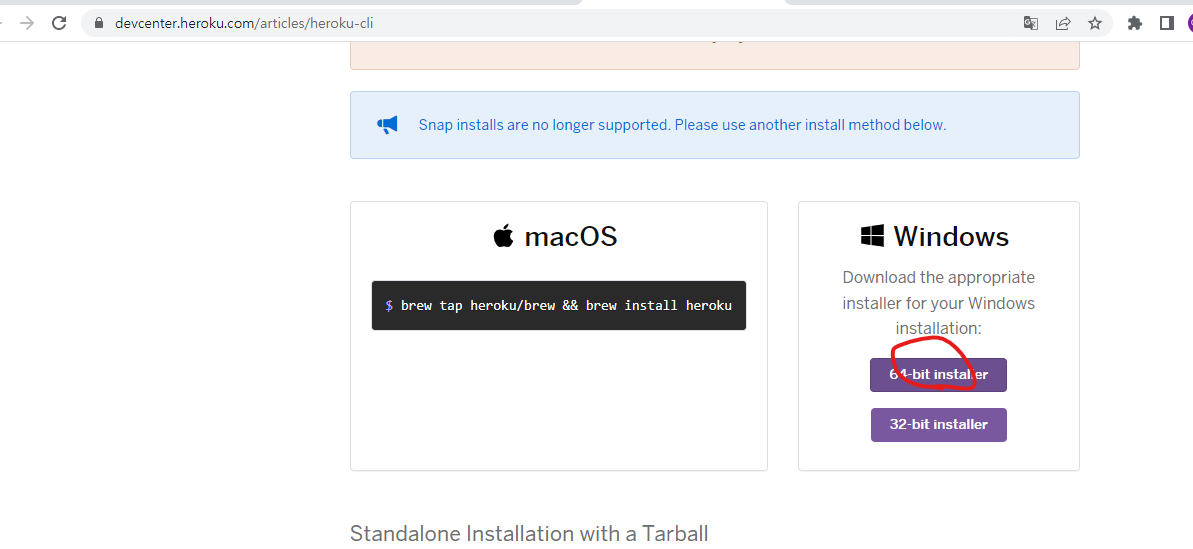 devcenter.heroku.com/articles/heroku-cli
Snap installs are no longer supported. Please use another install method below.
macOS
$ brew tap heroku/brew && brew install heroku
Windows
Download the appropriate
installer for your Windows
installation:
64-bit installer
32-bit installer
Standalone Installation with a Tarball